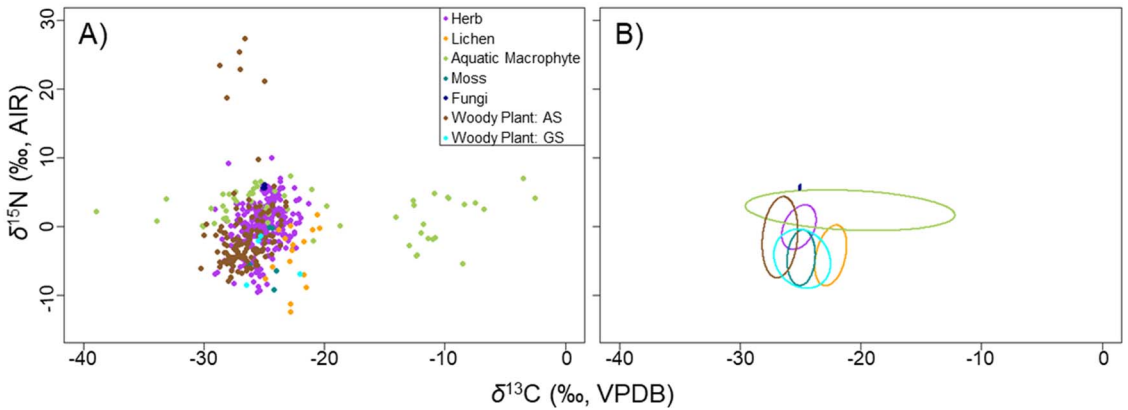 A)
B)
Herb
Lichen
Aquatic Macrophyte
Moss
Fungi
Woody Plant: AS
Woody Plant: GS
δ15N (‰, AIR)
30
20
10
0
-10
-40 -30 -20 -10 0
-40 -30 -20 -10 0
δ13C (‰, VPDB)